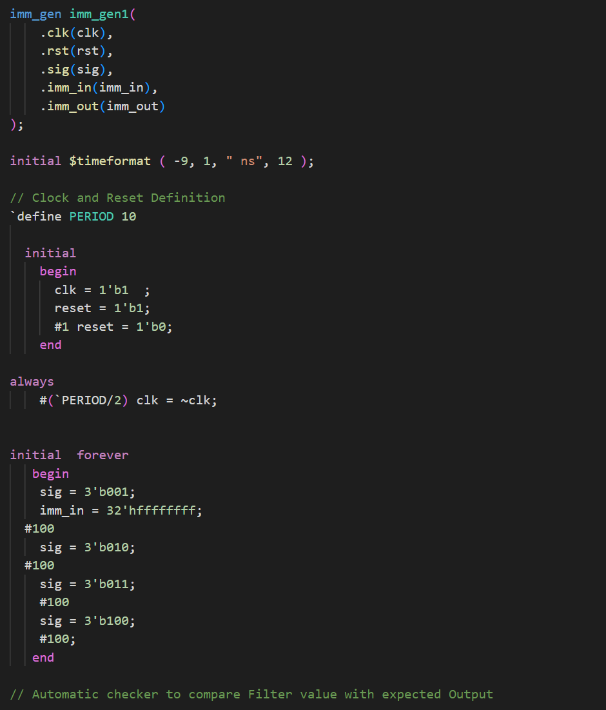 imm_gen imm_gen1(
    .clk(clk),
    .rst(rst),
    .sig(sig),
    .imm_in(imm_in),
    .imm_out(imm_out)
);

initial $timeformat ( -9, 1, " ns", 12 );

// Clock and Reset Definition
`define PERIOD 10

  initial
    begin
      clk = 1'b1  ;
      reset = 1'b1;
      #1 reset = 1'b0;
    end

always
    #(`PERIOD/2) clk = ~clk;


initial  forever
   begin
    sig = 3'b001;
    imm_in = 32'hffffffff;
  #100
    sig = 3'b010;
  #100
    sig = 3'b011;
    #100
    sig = 3'b100;
    #100;
   end

// Automatic checker to compare Filter value with expected Output